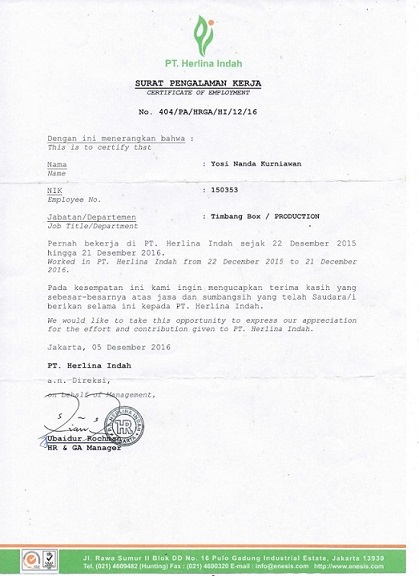 PT. Herlina Indah
SURAT PENGALAMAN KERJA
CERTIFICATE OF EMPLOYMENT
No. 404/PA/HRGA/HI/12/16
Dengan ini menerangkan bahwa :
This is to certify that
Nama : Yosi Nanda Kurniawan
Name
NIK : 150353
Employee No.
Jabatan/Departemen : Timbang Box / PRODUCTION
Job Title/Department
Pernah bekerja di PT. Herlina Indah sejak 22 Desember 2015
hingga 21 Desember 2016.
Worked in PT. Herlina Indah from 22 December 2015 to 21 December
2016.
Pada kesempatan ini kami ingin mengucapkan terima kasih yang
sebesar-besarnya atas jasa dan sumbangsih yang telah Saudara/i
berikan selama ini kepada PT. Herlina Indah.
We would like to take this opportunity to express our appreciation
for the effort and contribution given to PT. Herlina Indah.
Jakarta, 05 Desember 2016
PT. Herlina Indah
a.n. Direksi,
on behalf of Management,
HR
Ubaidur
HR & GA Manager
Jl. Rawa Sumur II Blok DD No. 16 Pulo Gadung Industrial Estate, Jakarta 13930
Tel. (021) 4609482 (Hunting) Fax : (021) 4600320 E-mail : info@enesis.com http://www.enesis.com